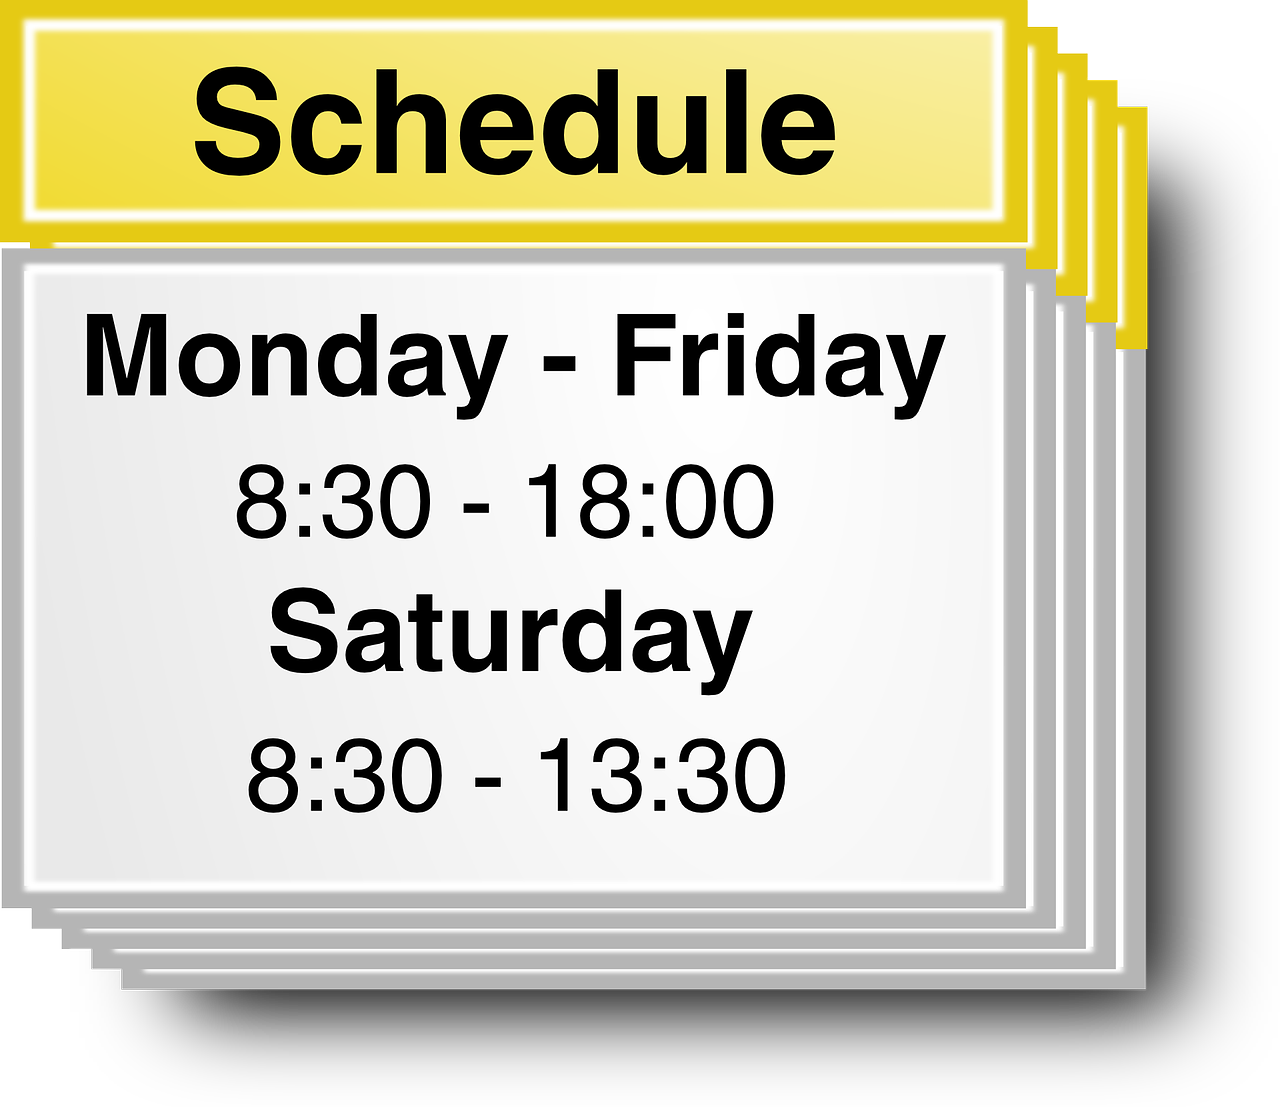 Schedule
Monday - Friday
8:30 - 18:00
Saturday
8:30 - 13:30